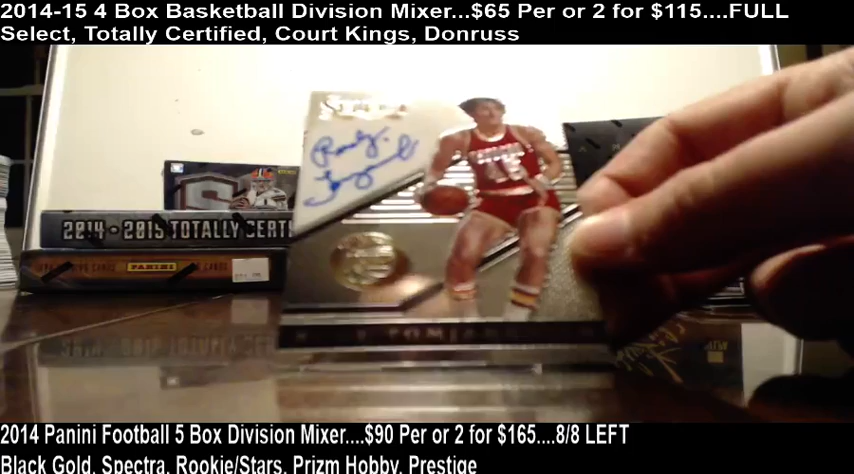 2014-15 4 Box Basketball Division Mixer...$65 Per or 2 for $115....FULL
Select, Totally Certified, Court Kings, Donruss
2014-2015 TOTALLY CERTI
PANINI
2014 Panini Football 5 Box Division Mixer....$90 Per or 2 for $165....8/8 LEFT
Black Gold, Spectra, Rookie/Stars, Prizm Hobby, Prestige